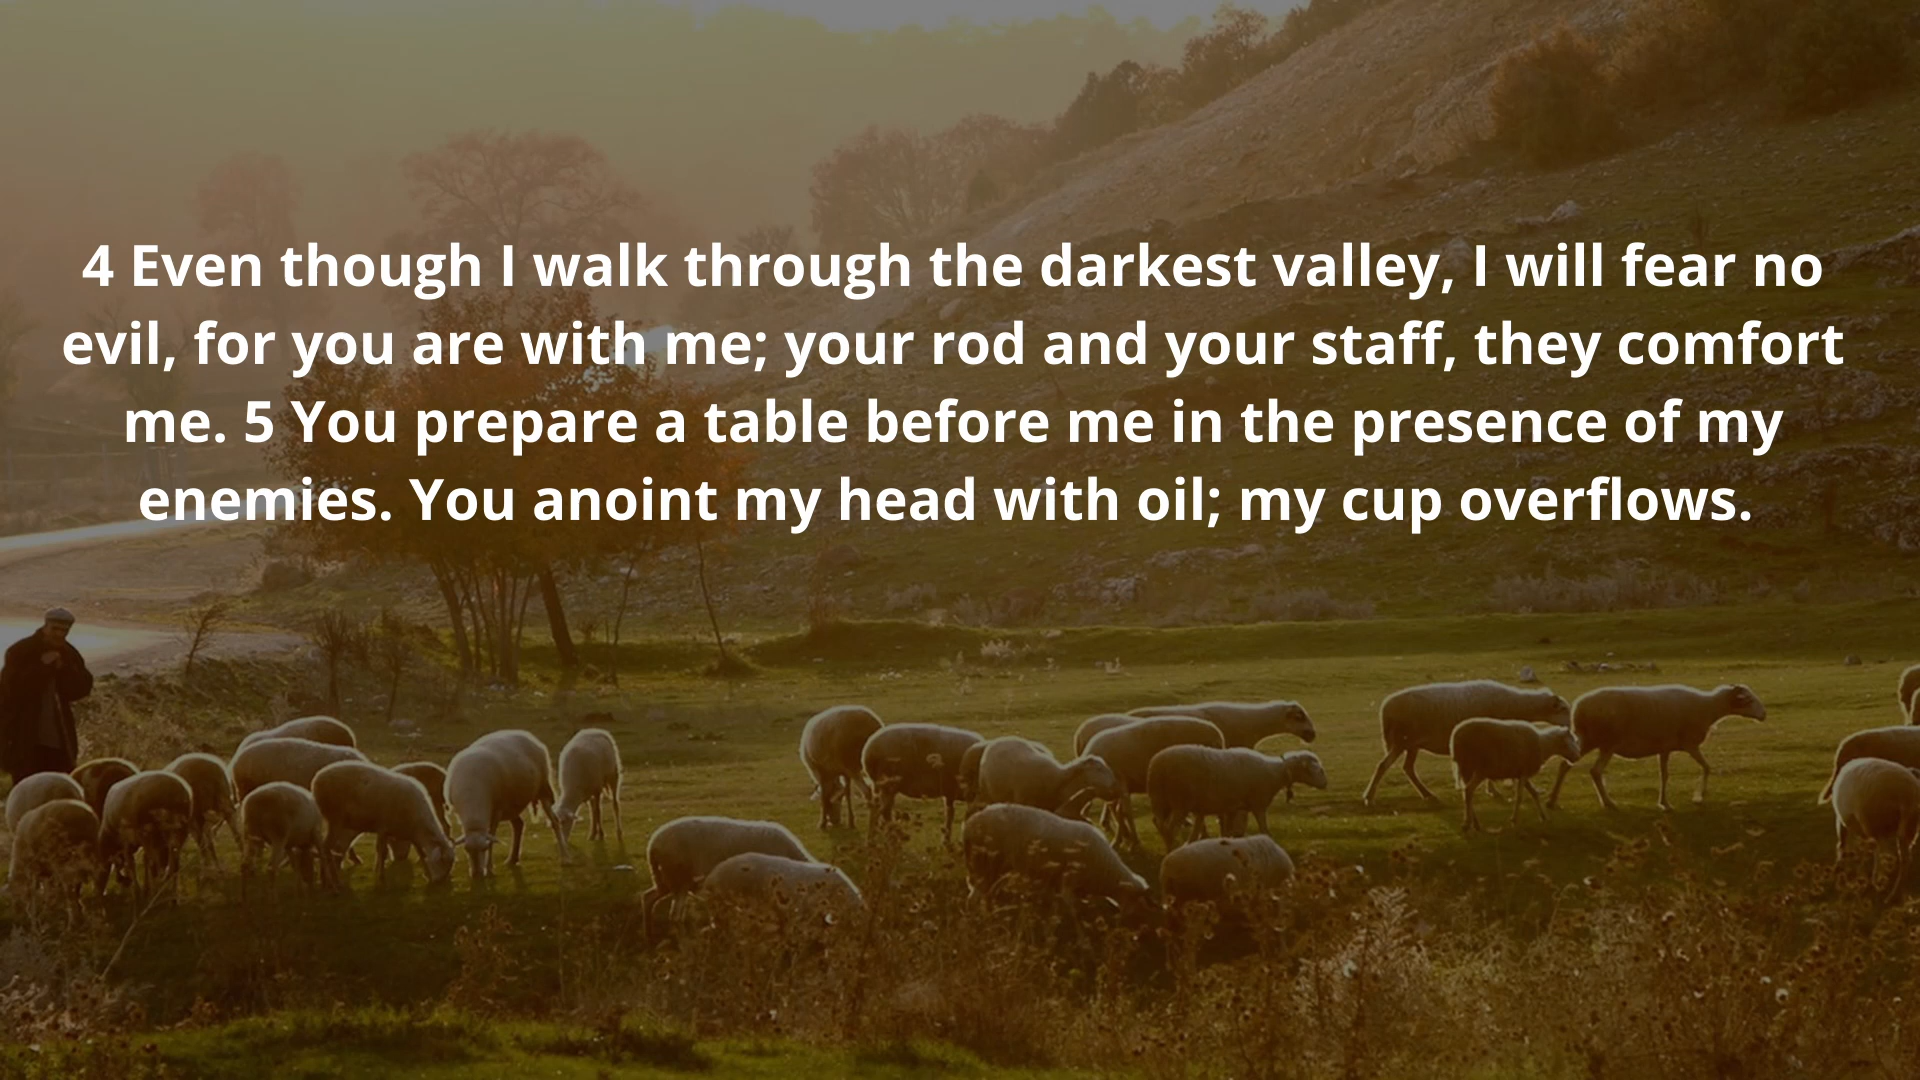 4 Even though I walk through the darkest valley, I will fear no
evil, for you are with me; your rod and your staff, they comfort
me. 5 You prepare a table before me in the presence of my
enemies. You anoint my head with oil; my cup overflows.